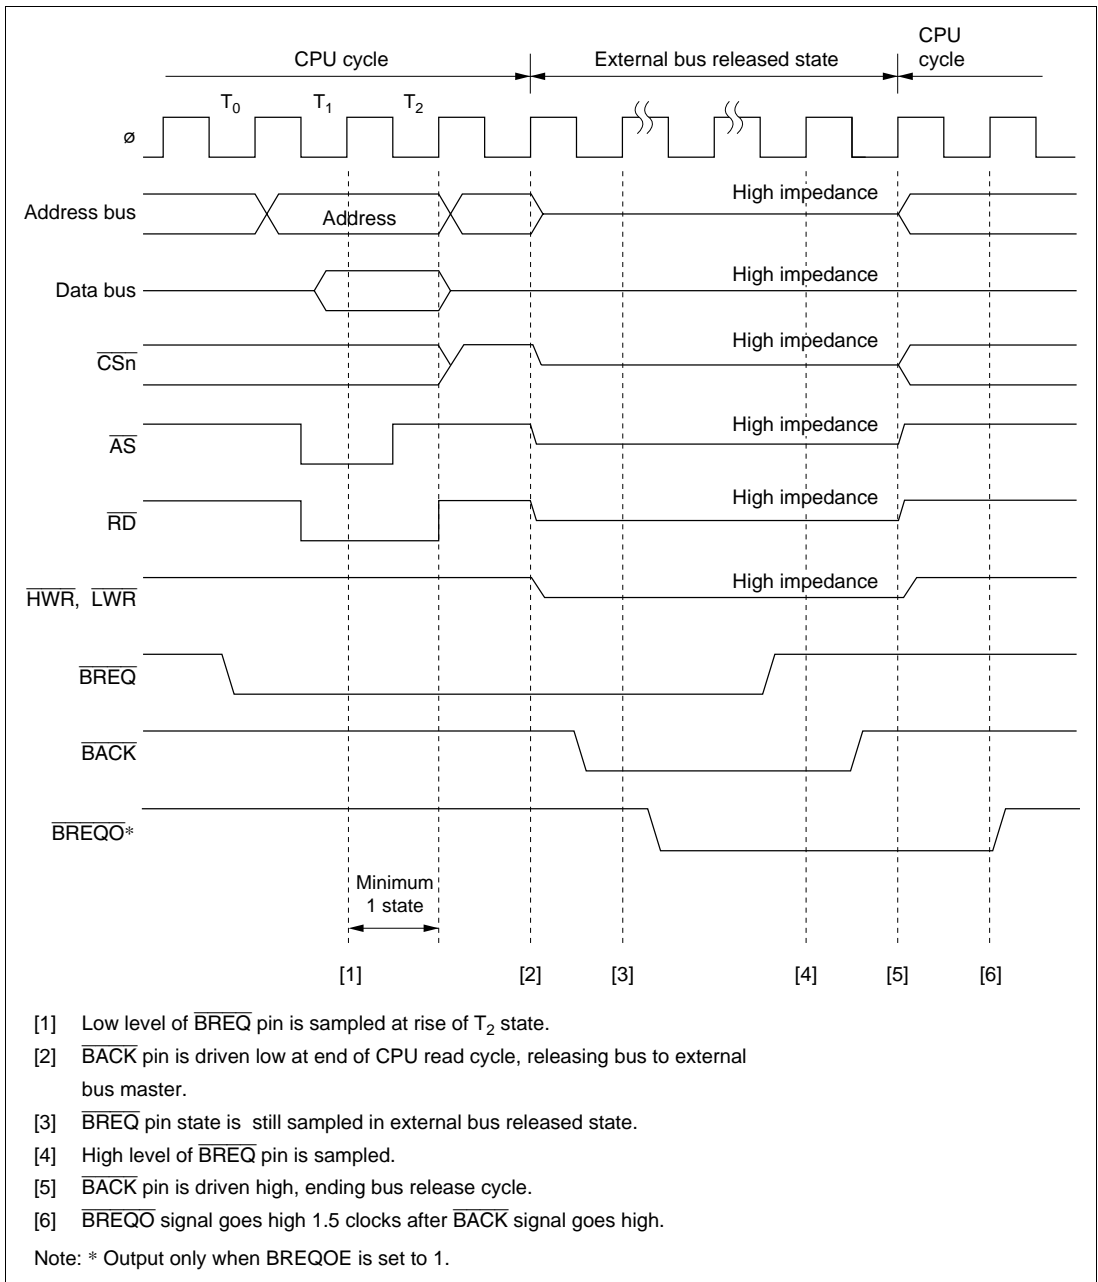 CPU cycle
External bus released state
CPU
cycle
T0
T1
T2
ø
Address bus
Address
High impedance
Data bus
High impedance
CSn
High impedance
AS
High impedance
RD
High impedance
HWR, LWR
High impedance
BREQ
BACK
BREQO*
Minimum
1 state
[1]
[2]
[3]
[4]
[5]
[6]
[1] Low level of BREQ pin is sampled at rise of T2 state.
[2] BACK pin is driven low at end of CPU read cycle, releasing bus to external
bus master.
[3] BREQ pin state is still sampled in external bus released state.
[4] High level of BREQ pin is sampled.
[5] BACK pin is driven high, ending bus release cycle.
[6] BREQO signal goes high 1.5 clocks after BACK signal goes high.
Note: * Output only when BREQOE is set to 1.